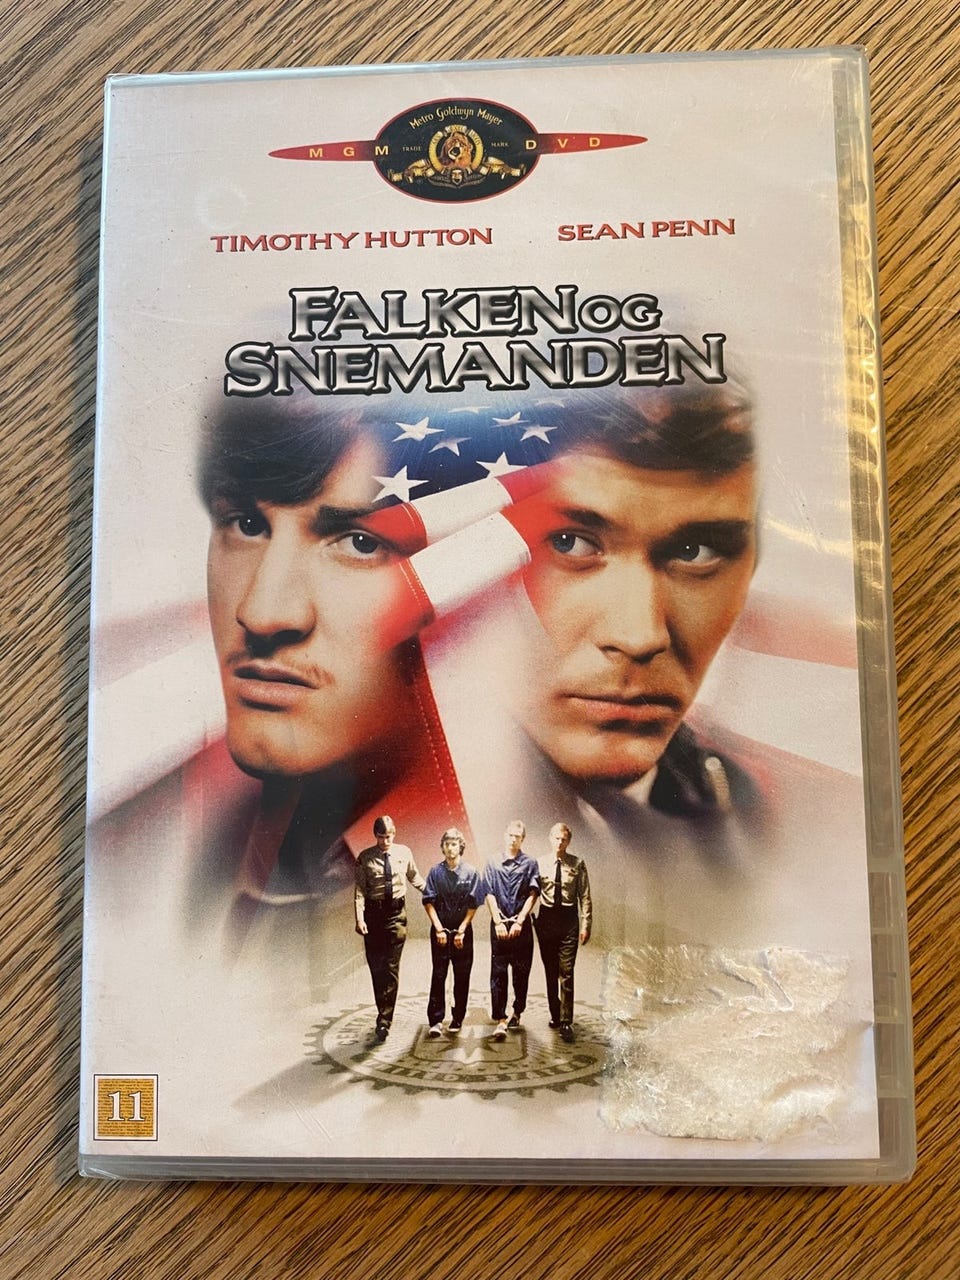 Metro Goldwyn Mayer
MGM TRADE MARK DVD
TIMOTHY HUTTON SEAN PENN
FALKEN OG
SNEMANDEN
11